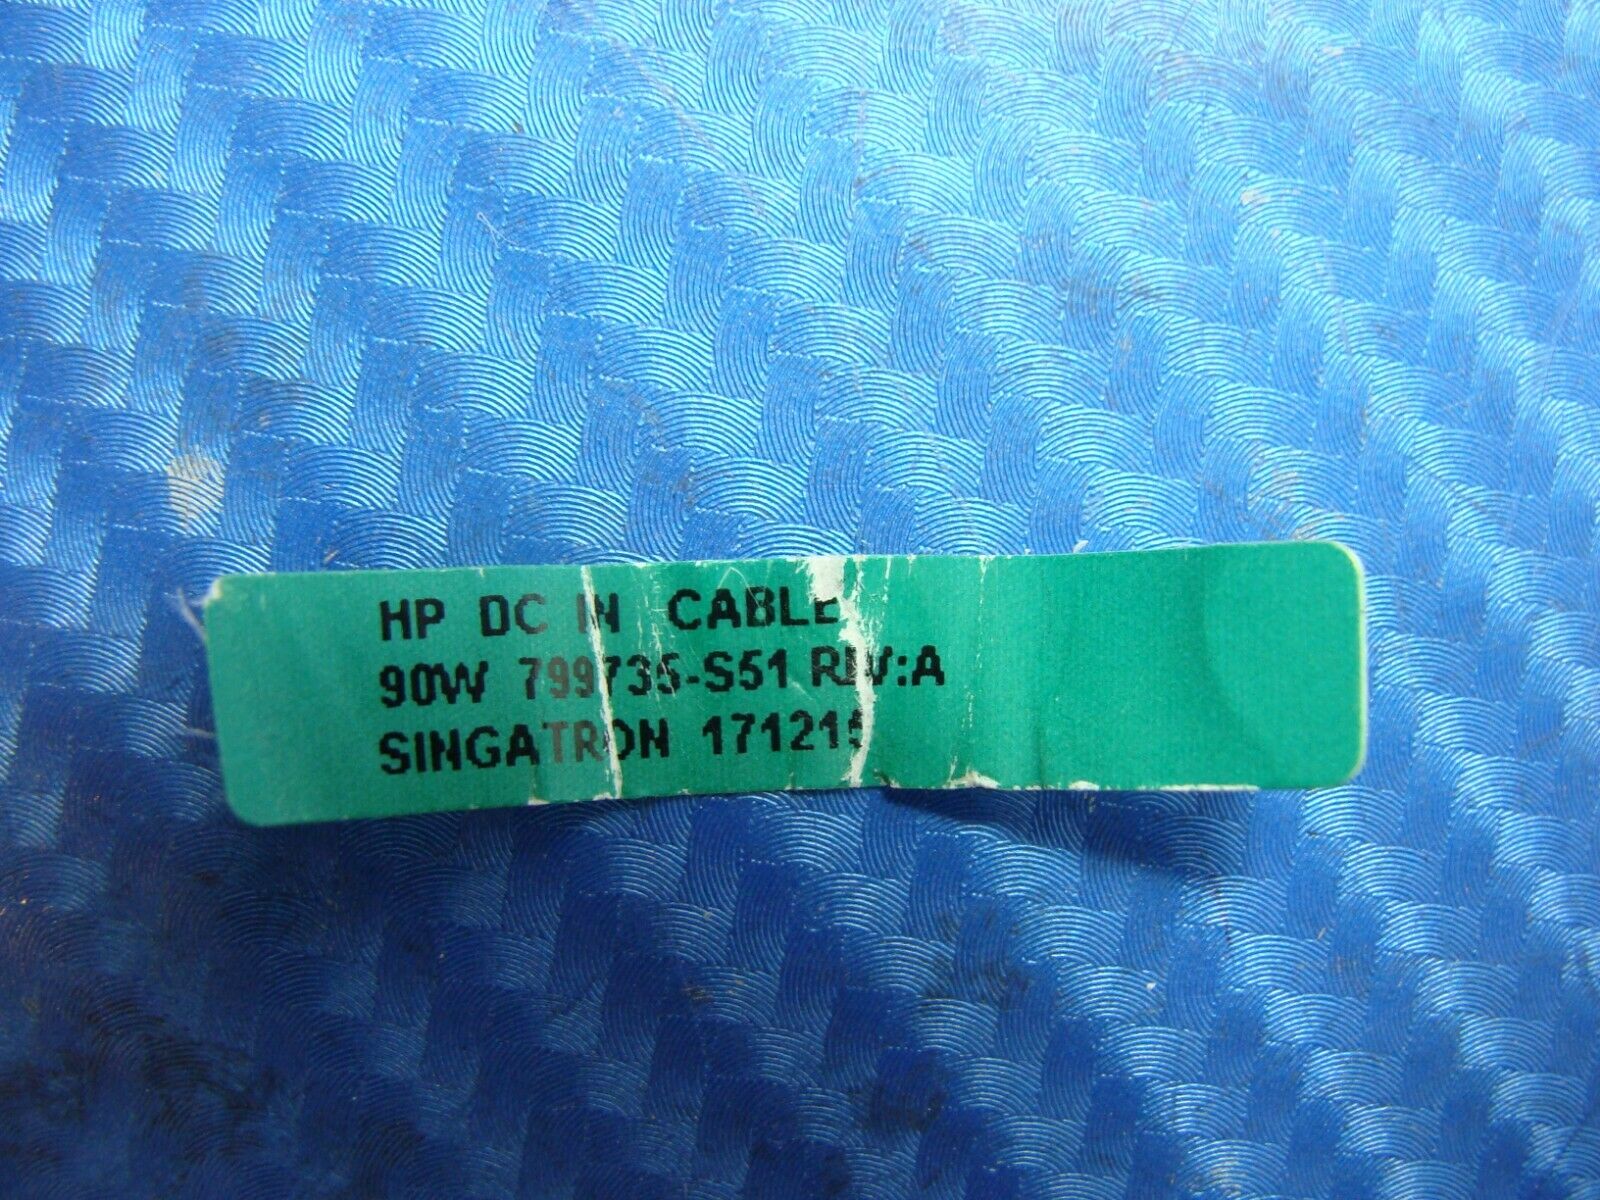 HP DC IN CABLE
90W 799735-S51 REV:A
SINGATRON 171215